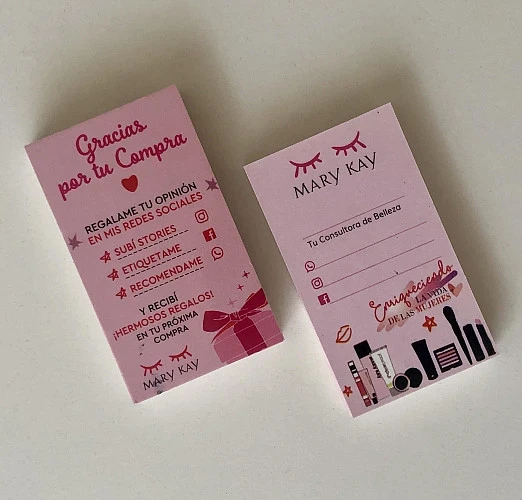 Gracias
por tu Compra
REGALAME TU OPINIÓN
EN MIS REDES SOCIALES
SUBÍ STORIES
ETIQUETAME
RECOMENDAME
Y RECIBÍ
¡HERMOSOS REGALOS!
EN TU PRÓXIMA
COMPRA
MARY KAY
MARY KAY
Tu Consultora de Belleza
Enriqueciendo
LA VIDA
DE LAS MUJERES